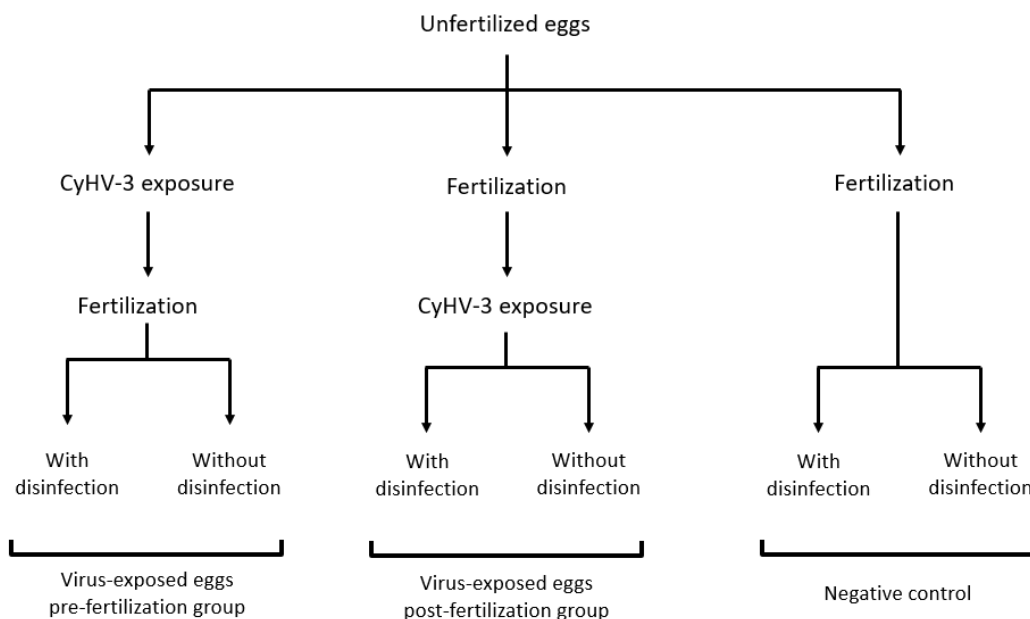 Unfertilized eggs
CyHV-3 exposure
Fertilization
Fertilization
Fertilization
CyHV-3 exposure
With
disinfection
Without
disinfection
With
disinfection
Without
disinfection
With
disinfection
Without
disinfection
Virus-exposed eggs
pre-fertilization group
Virus-exposed eggs
post-fertilization group
Negative control